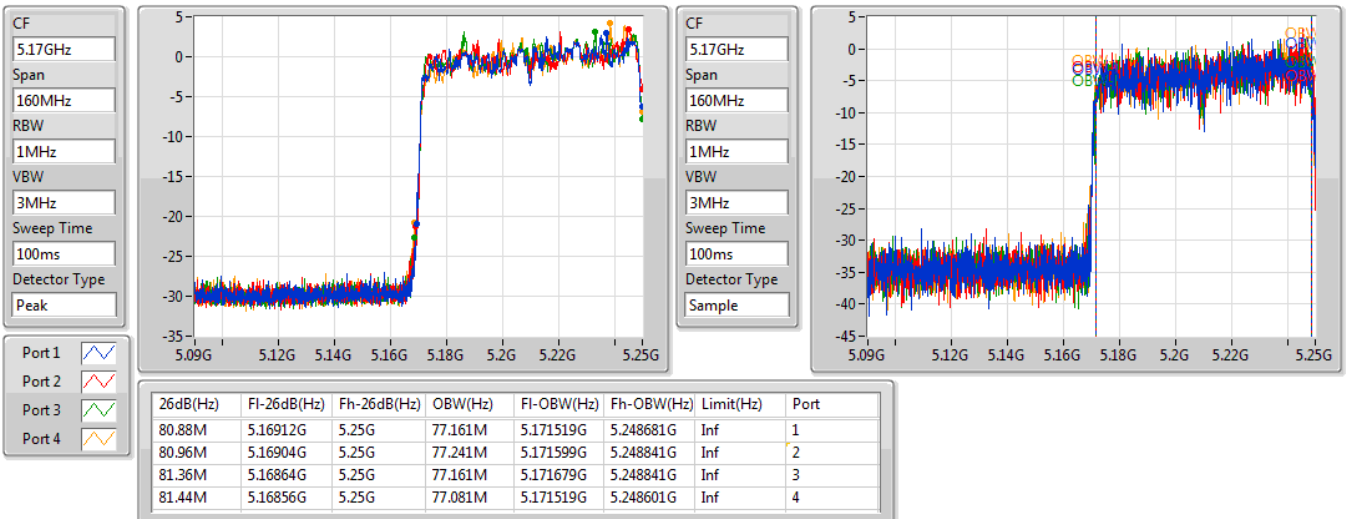 CF
5.17GHz
Span
160MHz
RBW
1MHz
VBW
3MHz
Sweep Time
100ms
Detector Type
Peak
5
0
-5
-10
-15
-20
-25
-30
-35
5.09G 5.12G 5.14G 5.16G 5.18G 5.2G 5.22G 5.25G
CF
5.17GHz
Span
160MHz
RBW
1MHz
VBW
3MHz
Sweep Time
100ms
Detector Type
Sample
5
0
-5
-10
-15
-20
-25
-30
-35
-40
-45
5.09G 5.12G 5.14G 5.16G 5.18G 5.2G 5.22G 5.25G
Port 1
Port 2
Port 3
Port 4
26dB(Hz) Fl-26dB(Hz) Fh-26dB(Hz) OBW(Hz) Fl-OBW(Hz) Fh-OBW(Hz) Limit(Hz) Port
80.88M 5.16912G 5.25G 77.161M 5.171519G 5.248681G Inf 1
80.96M 5.16904G 5.25G 77.241M 5.171599G 5.248841G Inf 2
81.36M 5.16864G 5.25G 77.161M 5.171679G 5.248841G Inf 3
81.44M 5.16856G 5.25G 77.081M 5.171519G 5.248601G Inf 4